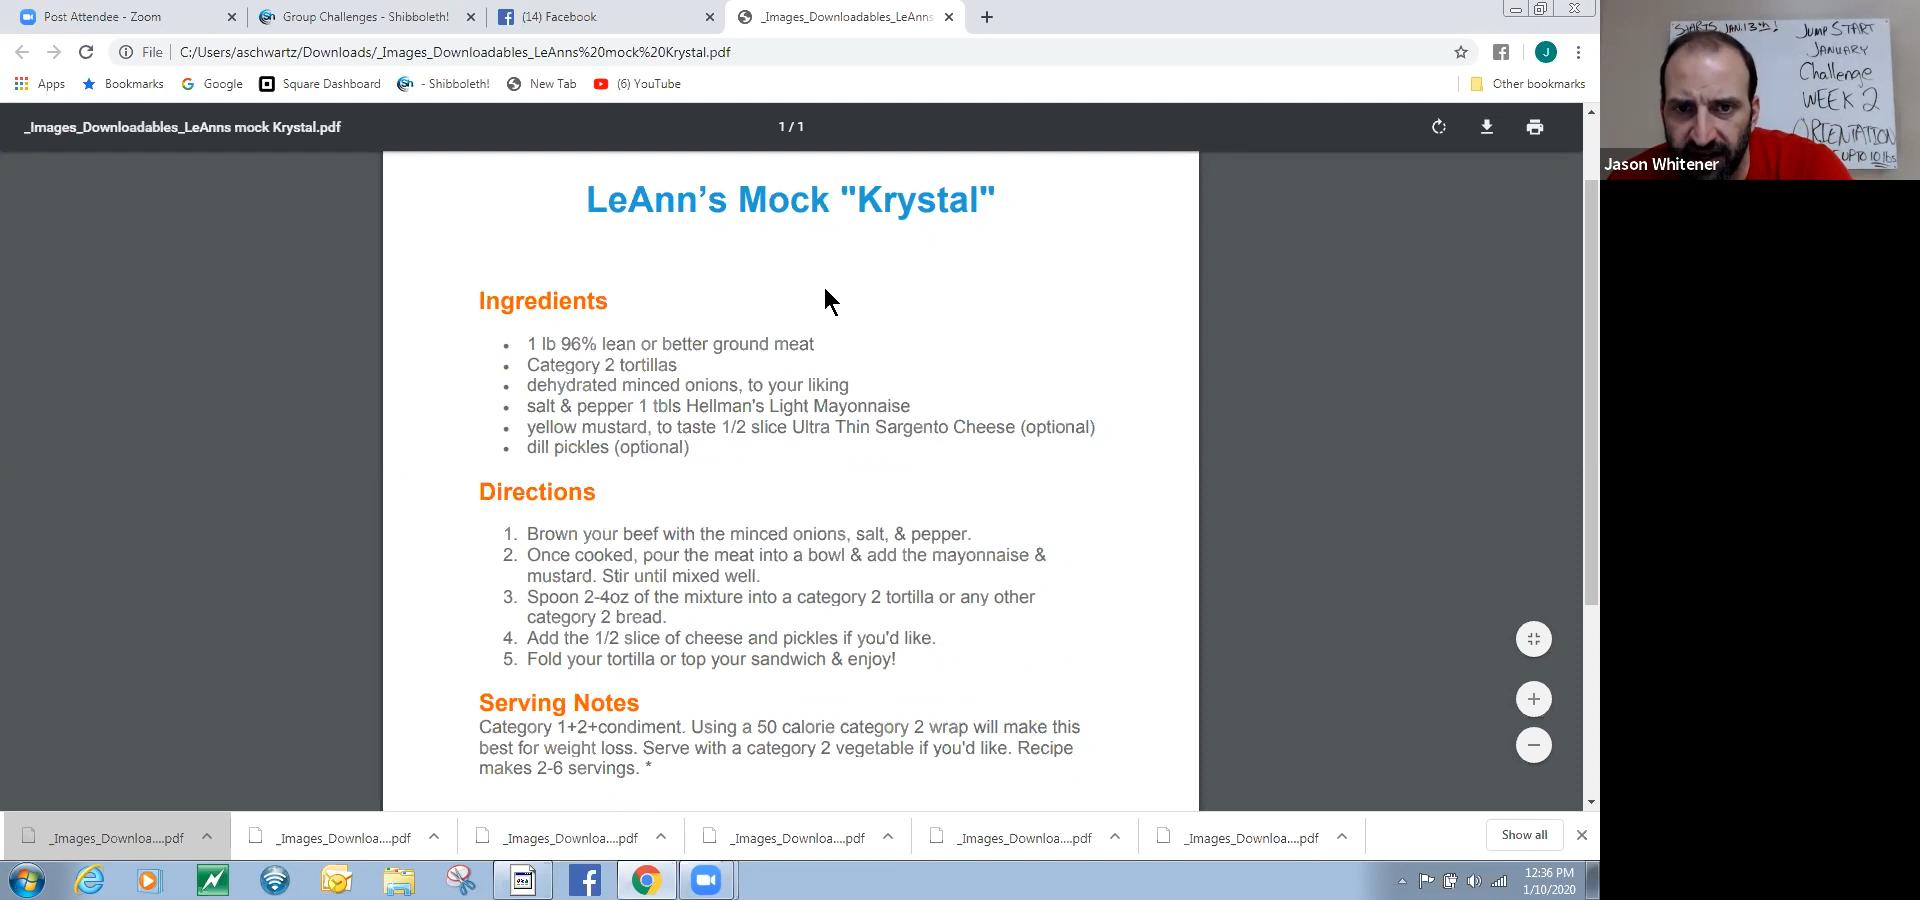 Post Attendee - Zoom
Group Challenges - Shibboleth!
(14) Facebook
_Images_Downloadables_LeAnns
File
C:/Users/aschwartz/Downloads/_Images_Downloadables_LeAnns%20mock%20Krystal.pdf
J
Apps
Bookmarks
Google
Square Dashboard
- Shibboleth!
New Tab
(6) YouTube
Other bookmarks
_Images_Downloadables_LeAnns mock Krystal.pdf
1 / 1
LeAnn’s Mock "Krystal"
Ingredients
• 1 lb 96% lean or better ground meat
• Category 2 tortillas
• dehydrated minced onions, to your liking
• salt & pepper 1 tbls Hellman's Light Mayonnaise
• yellow mustard, to taste 1/2 slice Ultra Thin Sargento Cheese (optional)
• dill pickles (optional)
Directions
1. Brown your beef with the minced onions, salt, & pepper.
2. Once cooked, pour the meat into a bowl & add the mayonnaise &
mustard. Stir until mixed well.
3. Spoon 2-4oz of the mixture into a category 2 tortilla or any other
category 2 bread.
4. Add the 1/2 slice of cheese and pickles if you'd like.
5. Fold your tortilla or top your sandwich & enjoy!
Serving Notes
Category 1+2+condiment. Using a 50 calorie category 2 wrap will make this
best for weight loss. Serve with a category 2 vegetable if you'd like. Recipe
makes 2-6 servings. *
_Images_Downloa....pdf
_Images_Downloa....pdf
_Images_Downloa....pdf
_Images_Downloa....pdf
_Images_Downloa....pdf
_Images_Downloa....pdf
Show all
12:36 PM
1/10/2020
STARTS JAN.13th!
JUMP START
JANUARY
Challenge
WEEK 2
ORIENTATION
UP TO 10 lbs
Jason Whitener